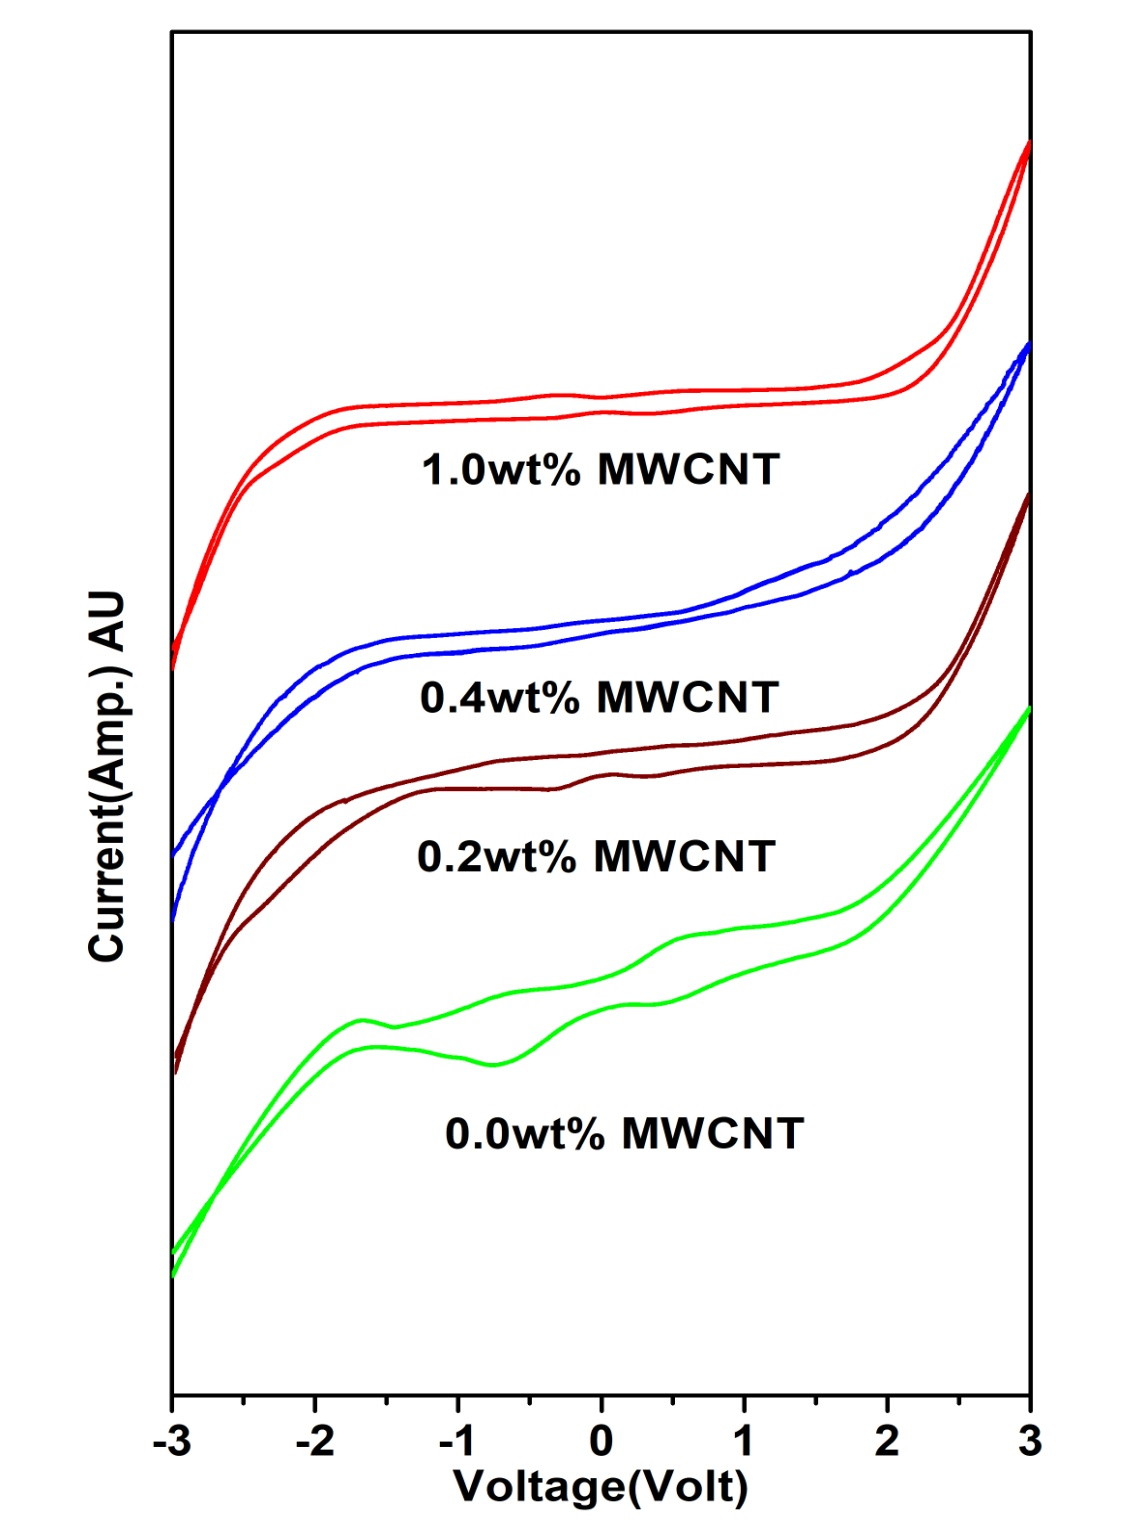 1.0wt% MWCNT
0.4wt% MWCNT
0.2wt% MWCNT
0.0wt% MWCNT
Current(Amp.) AU
-3 -2 -1 0 1 2 3
Voltage(Volt)